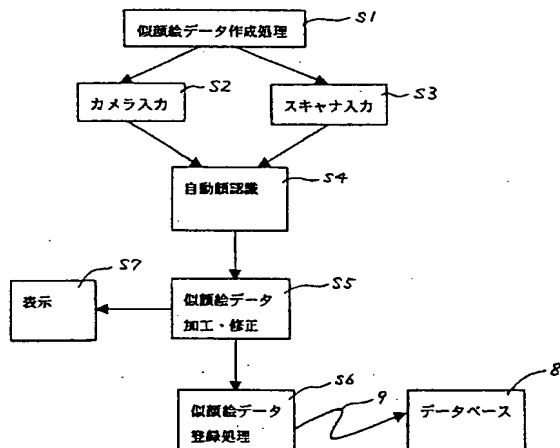 似顔絵データ作成処理
S1
カメラ入力
S2
スキャナ入力
S3
自動顔認識
S4
表示
S7
似顔絵データ
加工・修正
S5
似顔絵データ
登録処理
S6
9
データベース
8